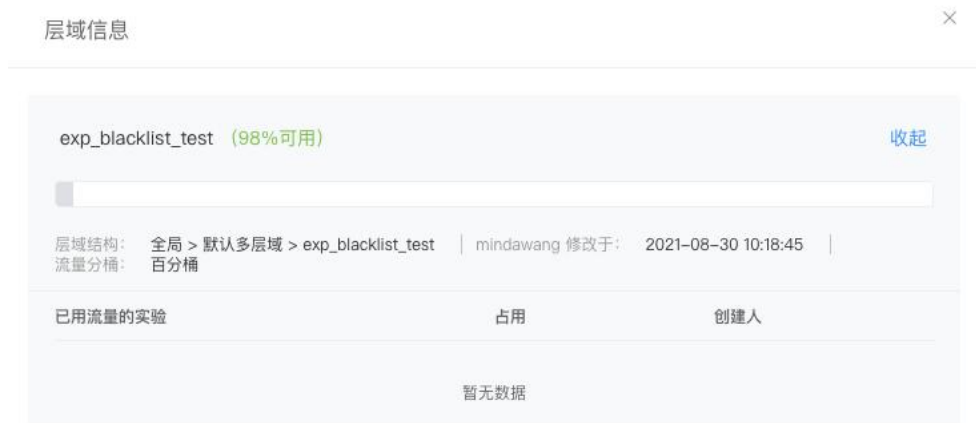 层域信息
exp_blacklist_test (98%可用) 收起
层域结构: 全局 > 默认多层域 > exp_blacklist_test mindawang 修改于: 2021-08-30 10:18:45
流量分桶: 百分桶
已用流量的实验 占用 创建人
暂无数据